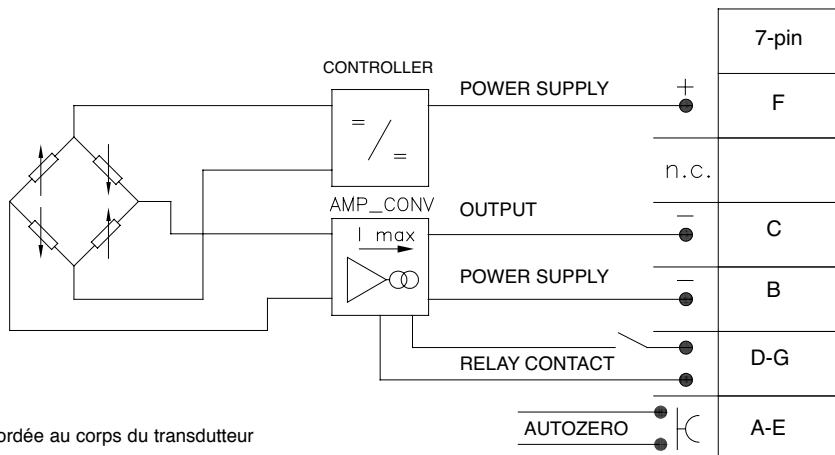 7-pin
CONTROLLER
POWER SUPPLY
+
F
=
/
=
n.c.
AMP_CONV
OUTPUT
I max
–
C
POWER SUPPLY
–
B
RELAY CONTACT
D-G
AUTOZERO
A-E
ordée au corps du transdutteur